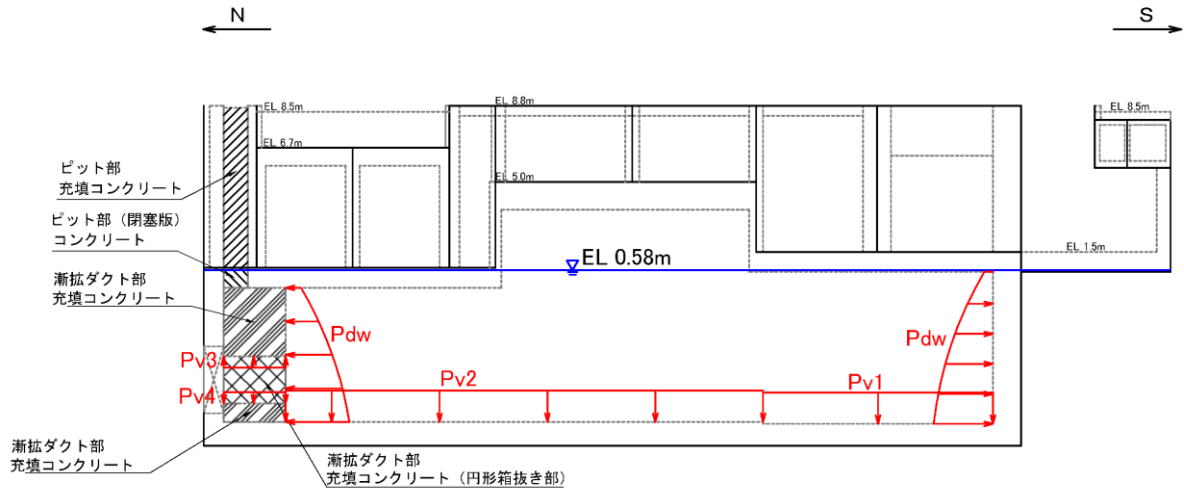 N
S
EL 8.5m
EL 8.8m
EL 8.5m
EL 6.7m
ピット部
充填コンクリート
EL 5.0m
ピット部（閉塞版）
コンクリート
EL 1.5m
EL 0.58m
漸拡ダクト部
充填コンクリート
Pdw
Pdw
Pv3
Pv2
Pv1
Pv4
漸拡ダクト部
充填コンクリート
漸拡ダクト部
充填コンクリート（円形箱抜き部）